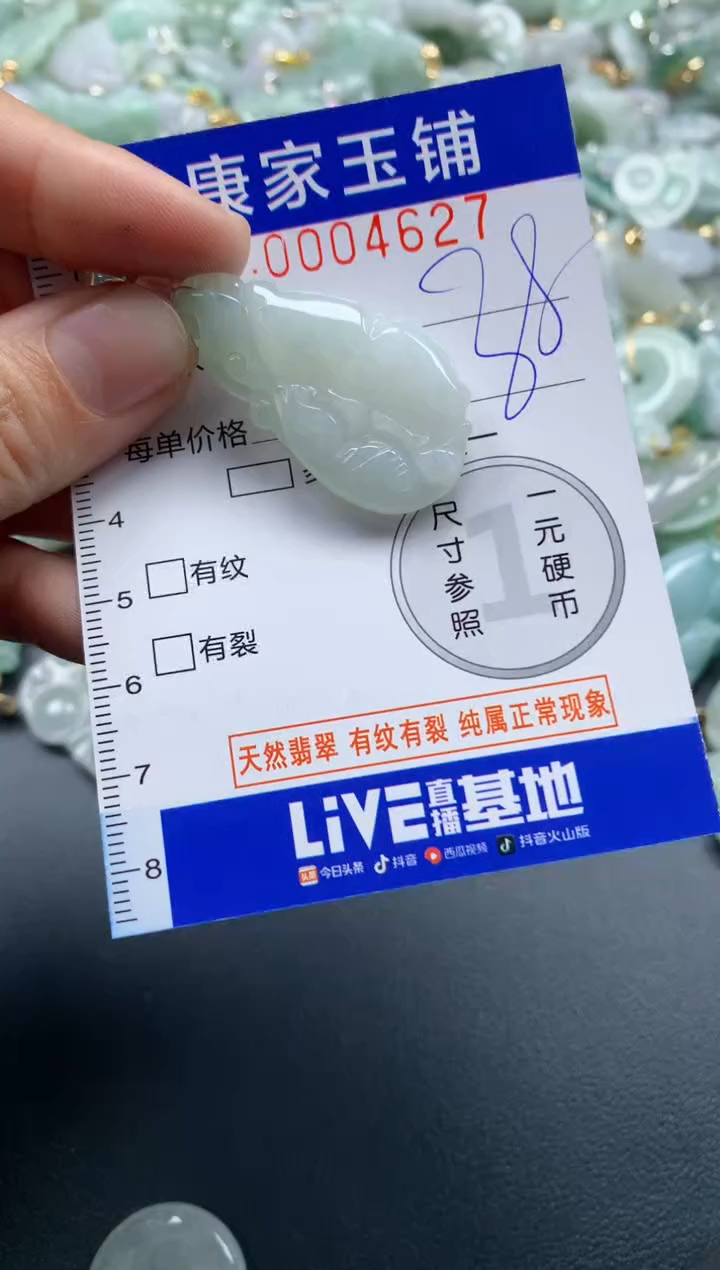 康家玉铺
.0004627
38
每单价格
4
5
有纹
6
有裂
尺寸参照
一元硬币
1
天然翡翠 有纹有裂 纯属正常现象
7
LiVE直播基地
8
今日头条 抖音 西瓜视频 抖音火山版